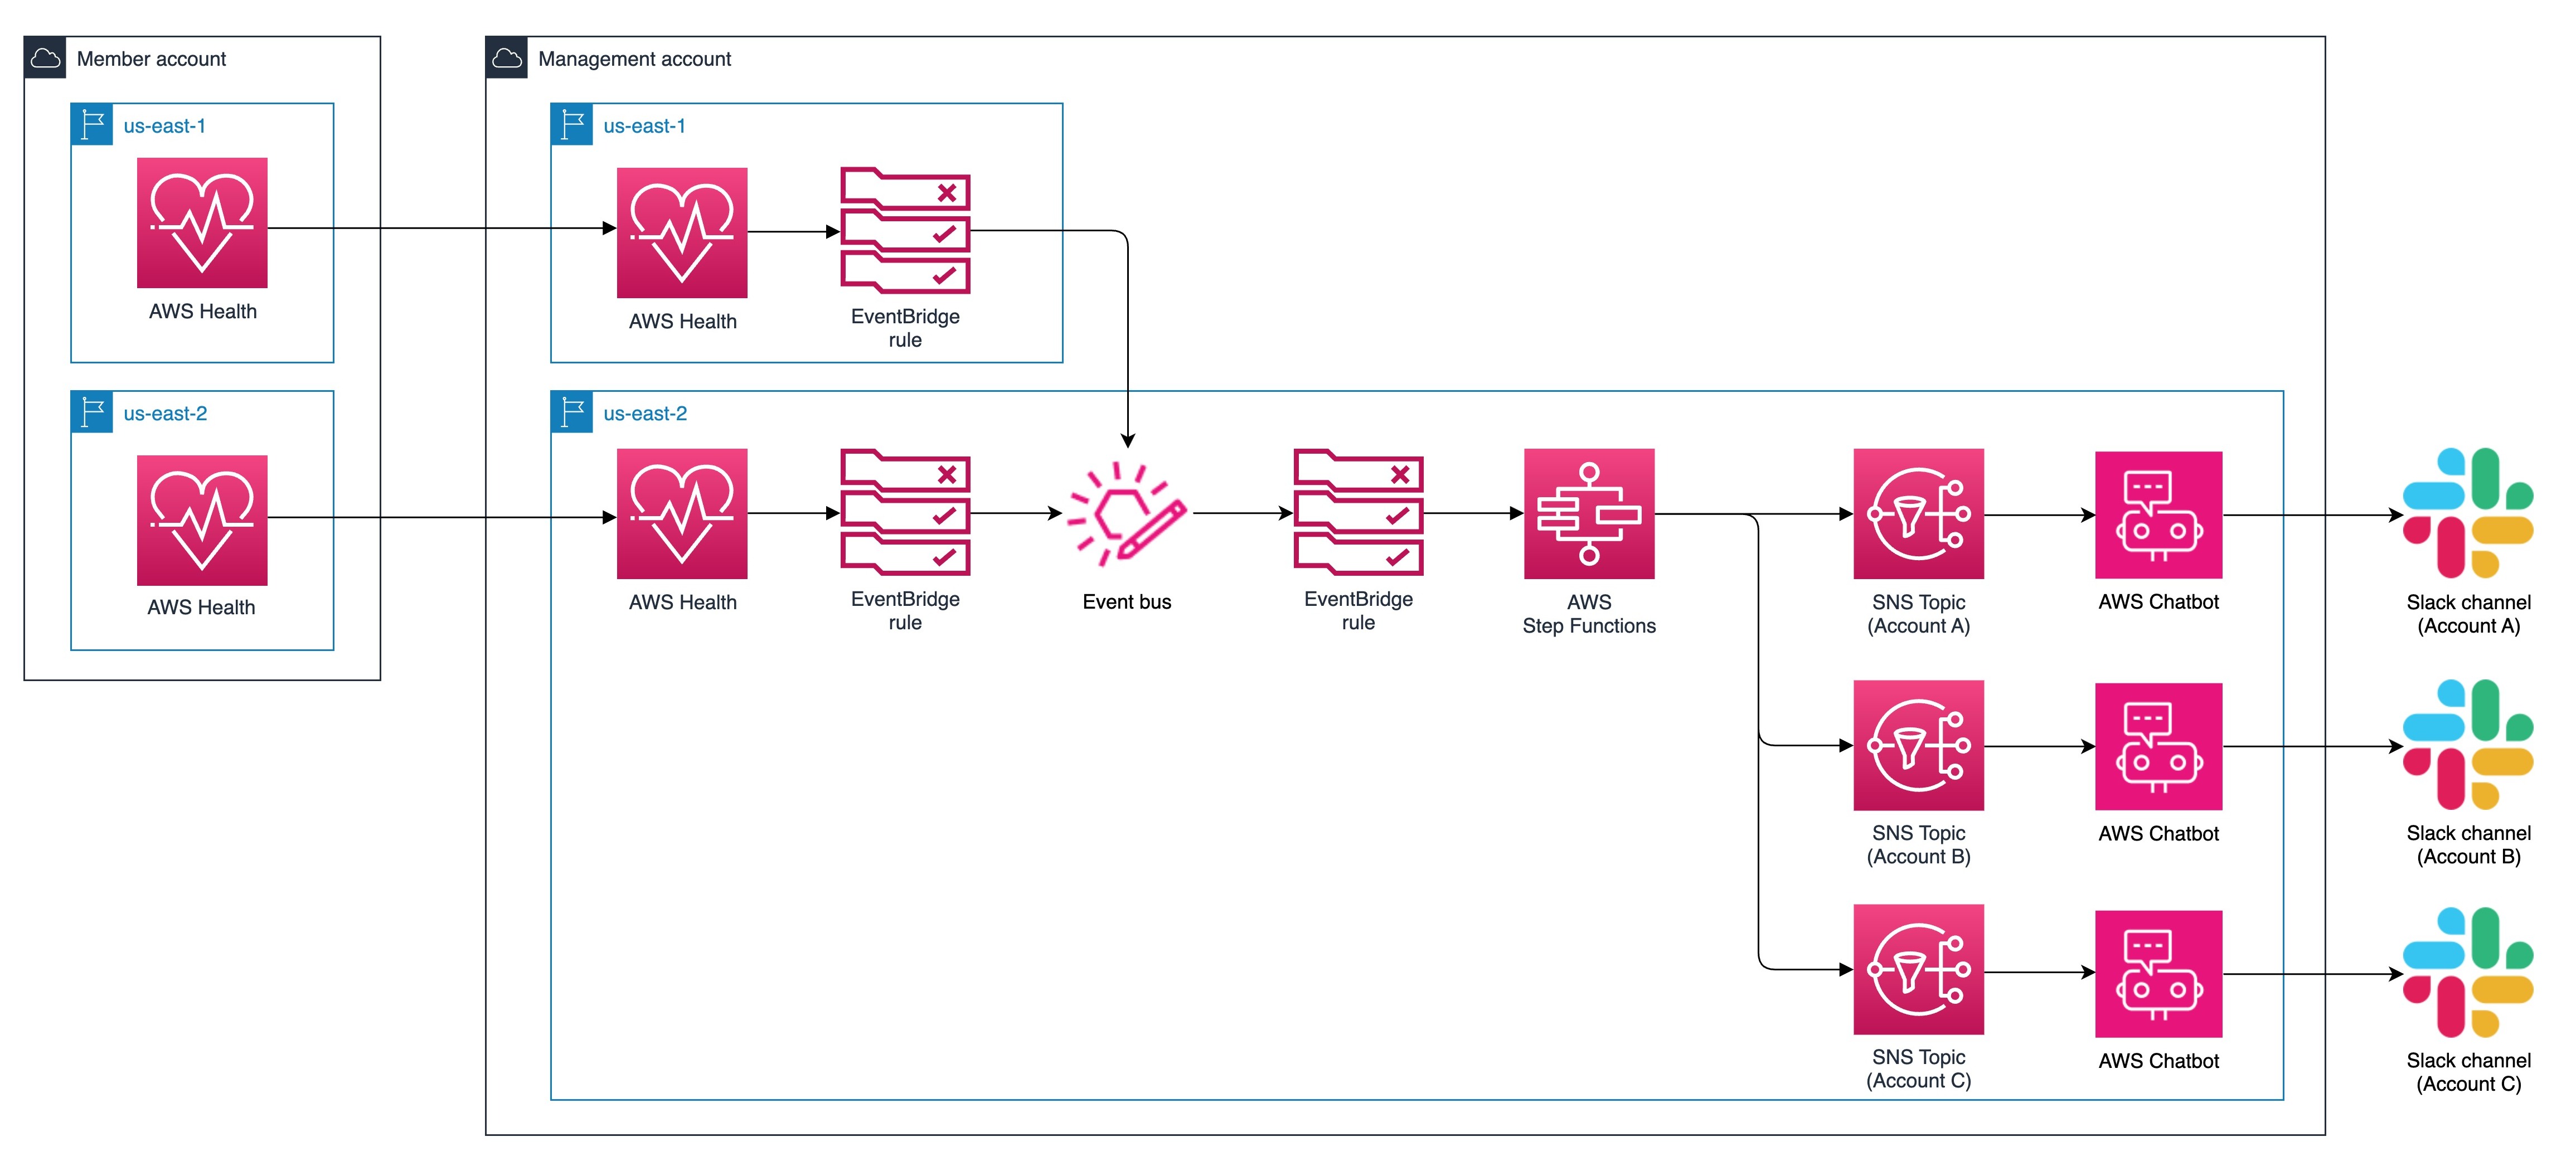 Member account
us-east-1
AWS Health
us-east-2
AWS Health
Management account
us-east-1
AWS Health
EventBridge
rule
us-east-2
AWS Health
EventBridge
rule
Event bus
EventBridge
rule
AWS
Step Functions
SNS Topic
(Account A)
AWS Chatbot
Slack channel
(Account A)
SNS Topic
(Account B)
AWS Chatbot
Slack channel
(Account B)
SNS Topic
(Account C)
AWS Chatbot
Slack channel
(Account C)